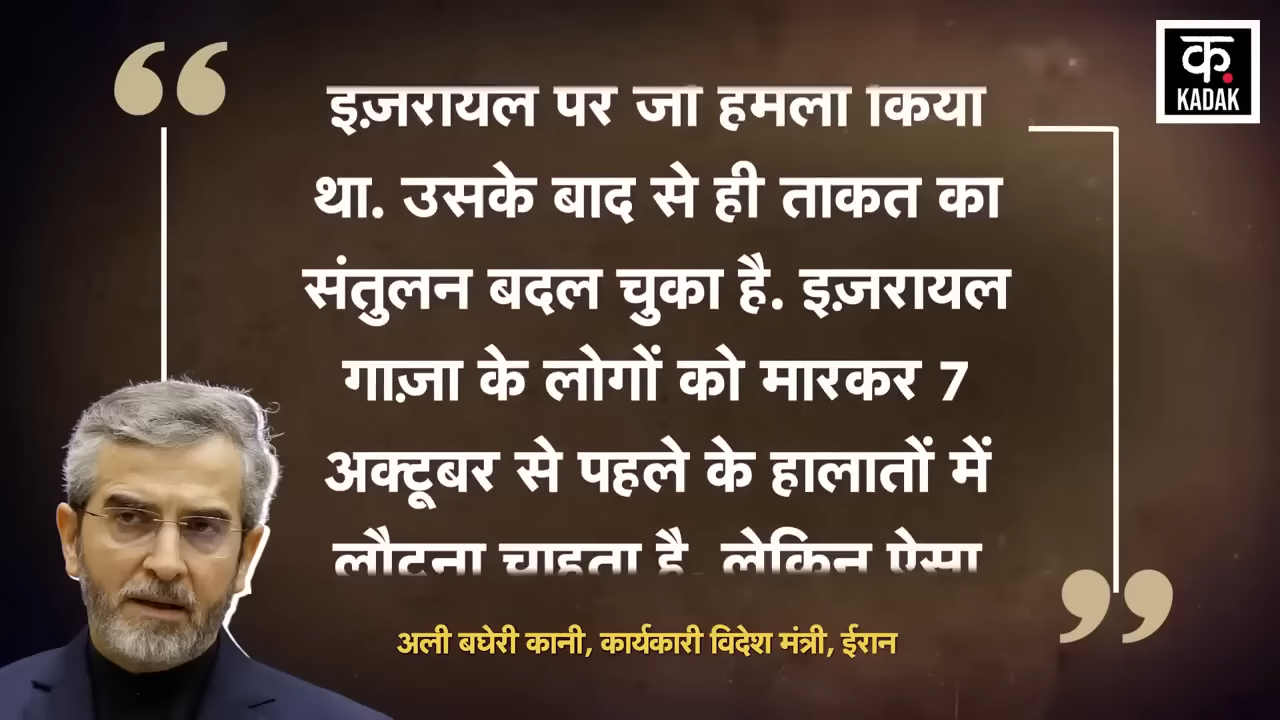 क.
KADAK
इज़रायल पर जो हमला किया
था. उसके बाद से ही ताकत का
संतुलन बदल चुका है. इज़रायल
गाज़ा के लोगों को मारकर 7
अक्टूबर से पहले के हालातों में
लौटना चाहता है. लेकिन ऐसा
अली बघेरी कानी, कार्यकारी विदेश मंत्री, ईरान